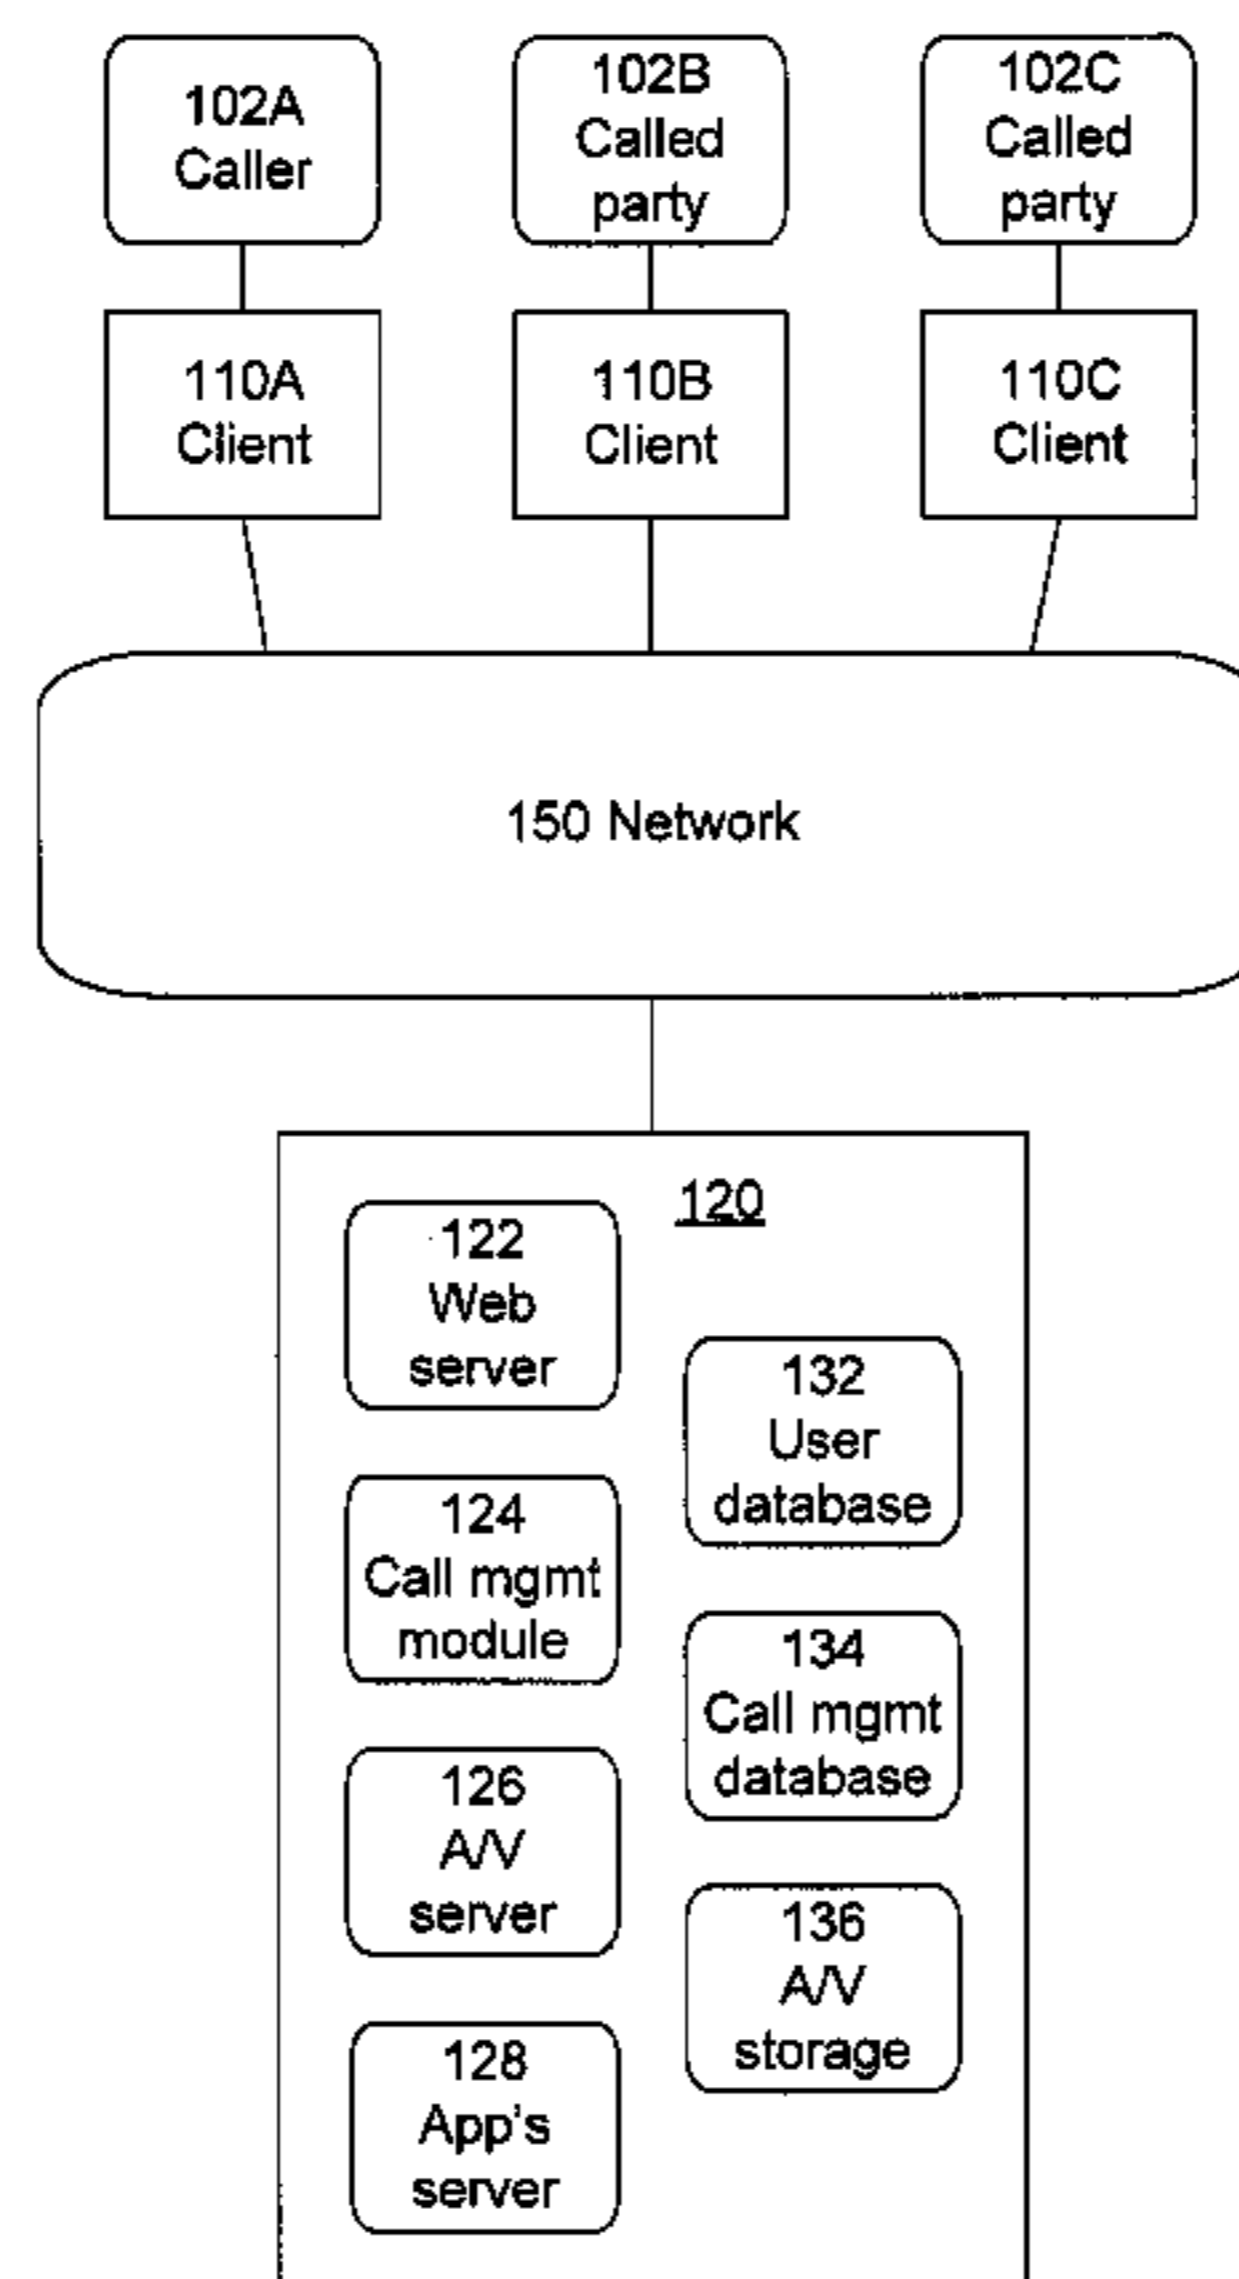 102A
Caller
102B
Called
party
102C
Called
party
110A
Client
110B
Client
110C
Client
150 Network
120
122
Web
server
132
User
database
124
Call mgmt
module
134
Call mgmt
database
126
A/V
server
136
A/V
storage
128
App's
server